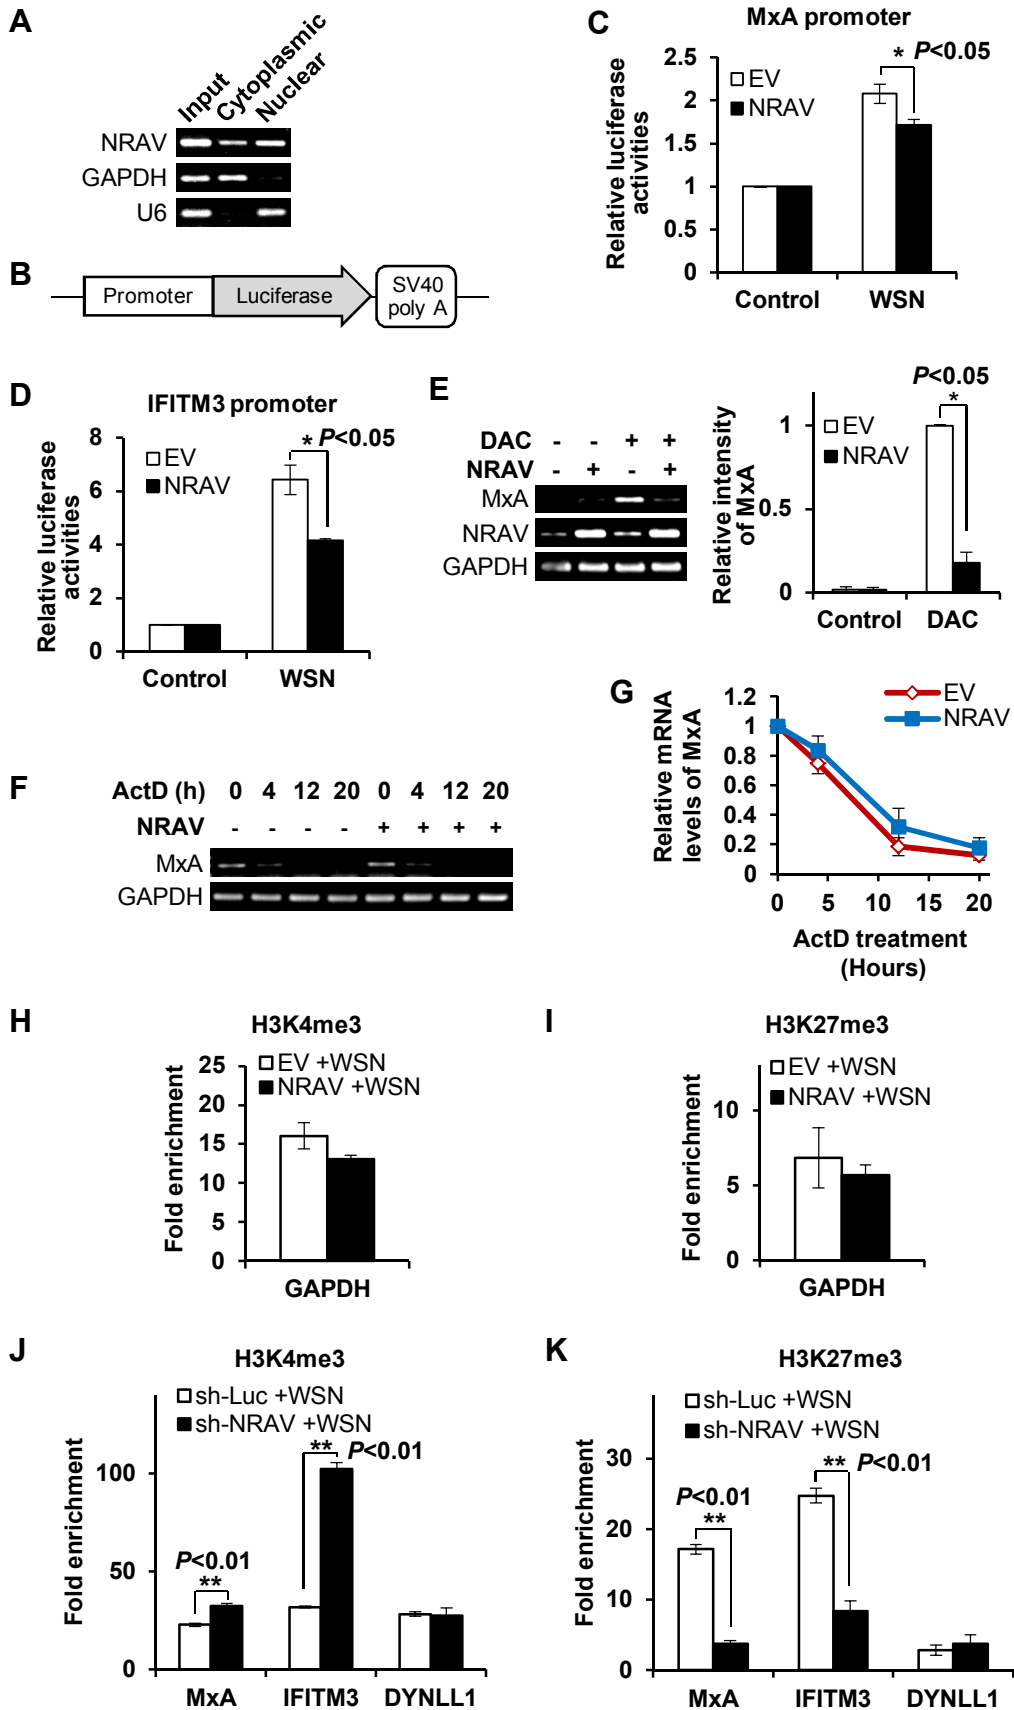 A
Input
Cytoplasmic
Nuclear
NRAV
GAPDH
U6
B
Promoter
Luciferase
SV40
poly A
C
MxA promoter
* P<0.05
EV
NRAV
Relative luciferase
activities
2.5
2
1.5
1
0.5
0
Control WSN
D
IFITM3 promoter
* P<0.05
EV
NRAV
Relative luciferase
activities
8
6
4
2
0
Control WSN
E
DAC - - + +
NRAV - + - +
MxA
NRAV
GAPDH
P<0.05
*
EV
NRAV
Relative intensity
of MxA
1
0.5
0
Control DAC
F
ActD (h) 0 4 12 20 0 4 12 20
NRAV - - - - + + + +
MxA
GAPDH
G
EV
NRAV
Relative mRNA
levels of MxA
1.2
1
0.8
0.6
0.4
0.2
0
0 5 10 15 20
ActD treatment
(Hours)
H
H3K4me3
EV +WSN
NRAV +WSN
Fold enrichment
25
20
15
10
5
0
GAPDH
I
H3K27me3
EV +WSN
NRAV +WSN
Fold enrichment
10
5
0
GAPDH
J
H3K4me3
sh-Luc +WSN
sh-NRAV +WSN
** P<0.01
P<0.01
**
Fold enrichment
100
50
0
MxA IFITM3 DYNLL1
K
H3K27me3
sh-Luc +WSN
sh-NRAV +WSN
** P<0.01
P<0.01
**
Fold enrichment
30
20
10
0
MxA IFITM3 DYNLL1